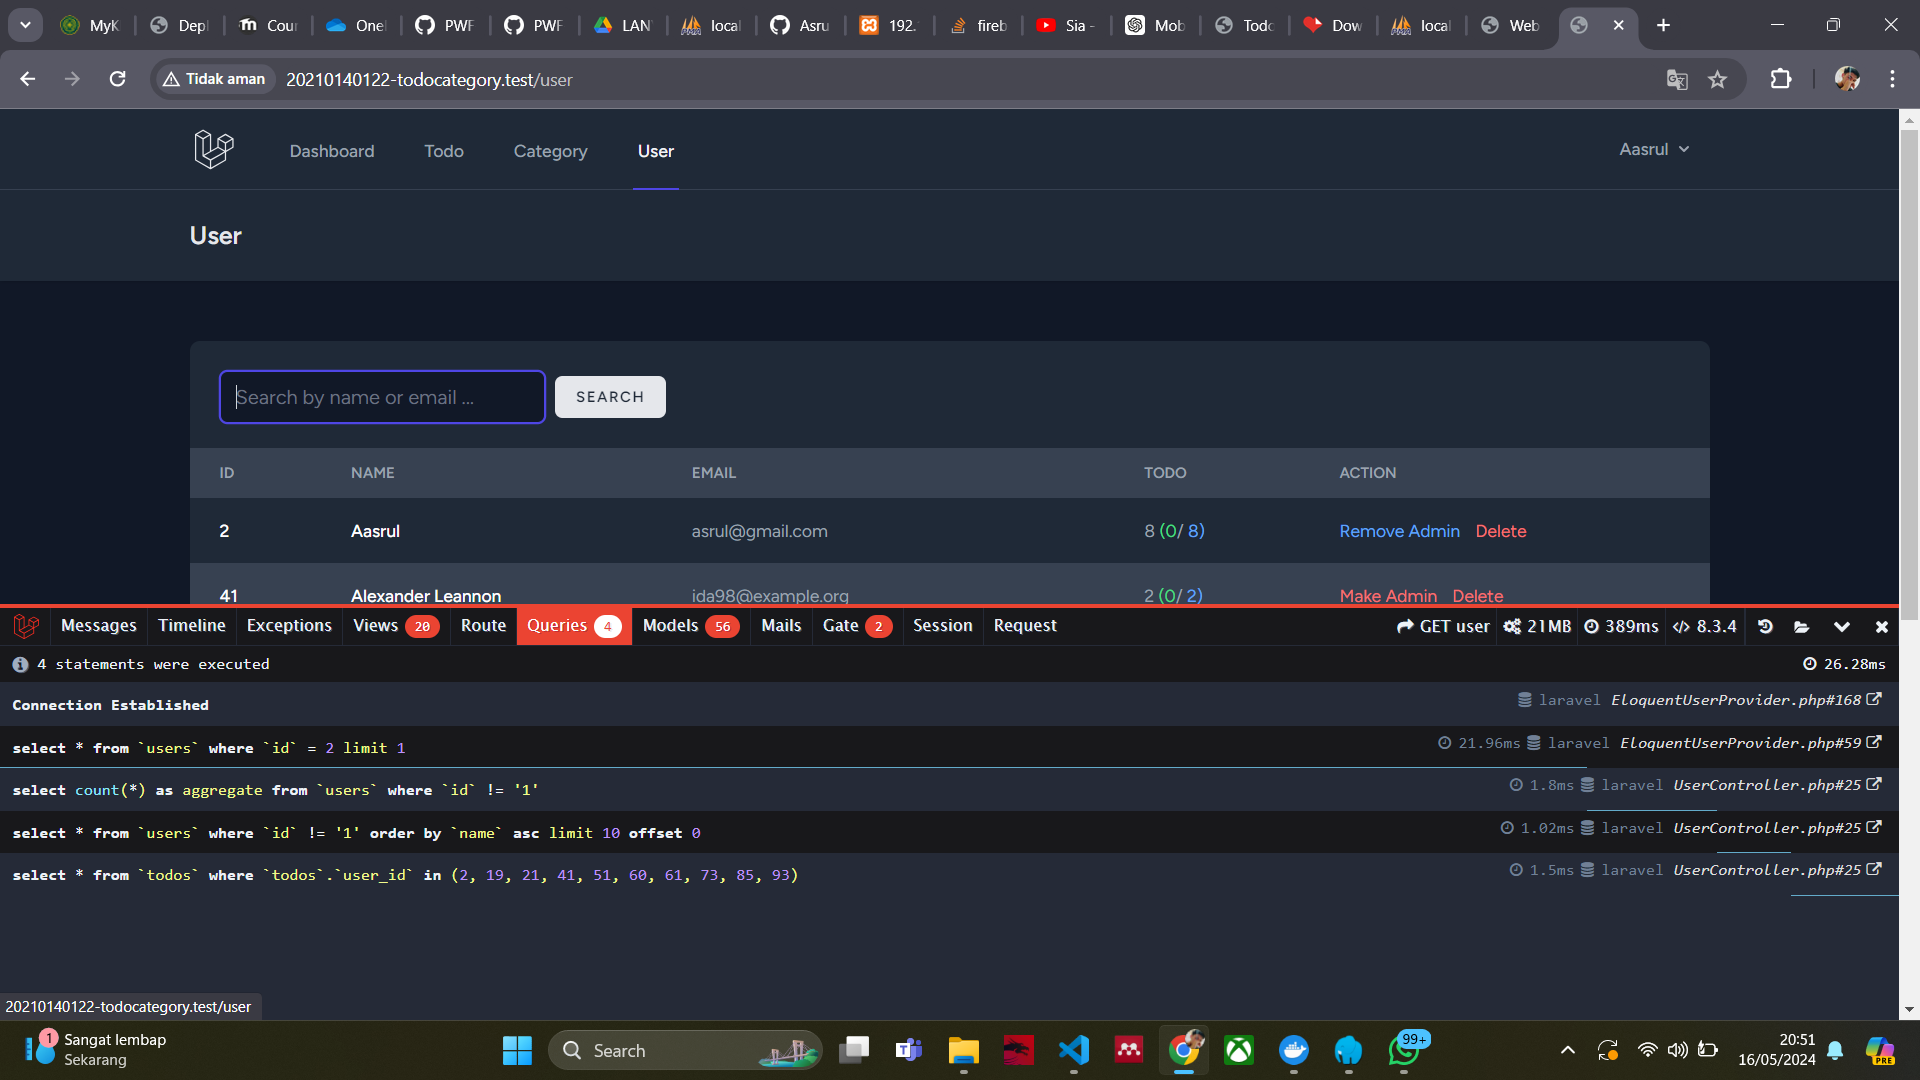 MyK
Depl
Cour
OneI
PWF
PWF
LAN
local
Asru
192.
fireb
Sia -
Mob
Todo
Dow
local
Web
Tidak aman
20210140122-todocategory.test/user
Dashboard
Todo
Category
User
Aasrul
User
Search by name or email ...
SEARCH
ID NAME EMAIL TODO ACTION
2 Aasrul asrul@gmail.com 8 (0/ 8) Remove Admin Delete
41 Alexander Leannon ida98@example.org 2 (0/ 2) Make Admin Delete
Messages Timeline Exceptions Views 20 Route Queries 4 Models 56 Mails Gate 2 Session Request GET user 21MB 389ms 8.3.4
4 statements were executed 26.28ms
Connection Established laravel EloquentUserProvider.php#168
select * from `users` where `id` = 2 limit 1 21.96ms laravel EloquentUserProvider.php#59
select count(*) as aggregate from `users` where `id` != '1' 1.8ms laravel UserController.php#25
select * from `users` where `id` != '1' order by `name` asc limit 10 offset 0 1.02ms laravel UserController.php#25
select * from `todos` where `todos`.`user_id` in (2, 19, 21, 41, 51, 60, 61, 73, 85, 93) 1.5ms laravel UserController.php#25
20210140122-todocategory.test/user
1
Sangat lembap
Sekarang
Search
99+
20:51
16/05/2024
PRE